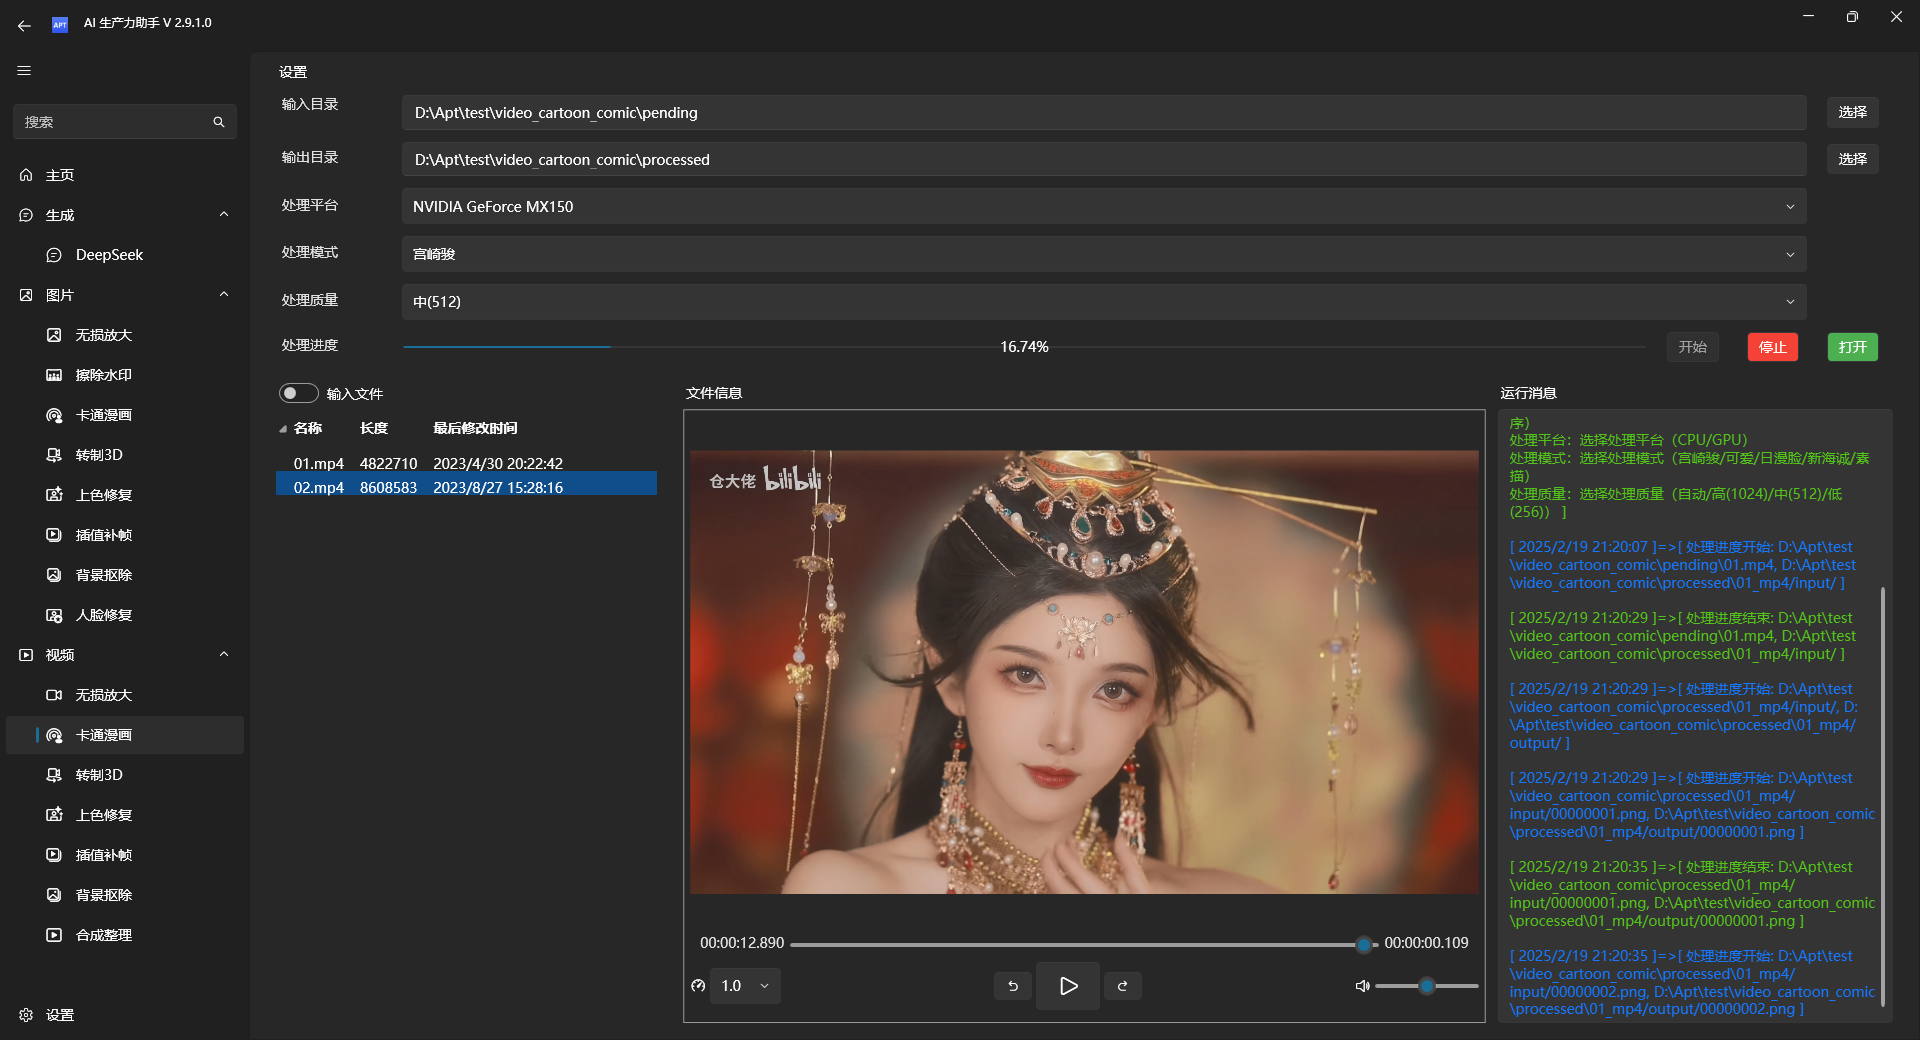 AI 生产力助手 V 2.9.1.0
搜索
主页
生成
DeepSeek
图片
无损放大
擦除水印
卡通漫画
转制3D
上色修复
插值补帧
背景抠除
人脸修复
视频
无损放大
卡通漫画
转制3D
上色修复
插值补帧
背景抠除
合成整理
设置
设置
输入目录
D:\Apt\test\video_cartoon_comic\pending
选择
输出目录
D:\Apt\test\video_cartoon_comic\processed
选择
处理平台
NVIDIA GeForce MX150
处理模式
宫崎骏
处理质量
中(512)
处理进度
16.74%
开始
停止
打开
输入文件
名称 长度 最后修改时间
01.mp4 4822710 2023/4/30 20:22:42
02.mp4 8608583 2023/8/27 15:28:16
文件信息
仓大佬 bilibili
00:00:12.890
00:00:00.109
1.0
运行消息
序)
处理平台：选择处理平台（CPU/GPU）
处理模式：选择处理模式（宫崎骏/可爱/日漫脸/新海诚/素
描)
处理质量：选择处理质量（自动/高(1024)/中(512)/低
(256)） ]
[ 2025/2/19 21:20:07 ]=>[ 处理进度开始: D:\Apt\test
\video_cartoon_comic\pending\01.mp4, D:\Apt\test
\video_cartoon_comic\processed\01_mp4/input/ ]
[ 2025/2/19 21:20:29 ]=>[ 处理进度结束: D:\Apt\test
\video_cartoon_comic\pending\01.mp4, D:\Apt\test
\video_cartoon_comic\processed\01_mp4/input/ ]
[ 2025/2/19 21:20:29 ]=>[ 处理进度开始: D:\Apt\test
\video_cartoon_comic\processed\01_mp4/input/, D:
\Apt\test\video_cartoon_comic\processed\01_mp4/
output/ ]
[ 2025/2/19 21:20:29 ]=>[ 处理进度开始: D:\Apt\test
\video_cartoon_comic\processed\01_mp4/
input/00000001.png, D:\Apt\test\video_cartoon_comic
\processed\01_mp4/output/00000001.png ]
[ 2025/2/19 21:20:35 ]=>[ 处理进度结束: D:\Apt\test
\video_cartoon_comic\processed\01_mp4/
input/00000001.png, D:\Apt\test\video_cartoon_comic
\processed\01_mp4/output/00000001.png ]
[ 2025/2/19 21:20:35 ]=>[ 处理进度开始: D:\Apt\test
\video_cartoon_comic\processed\01_mp4/
input/00000002.png, D:\Apt\test\video_cartoon_comic
\processed\01_mp4/output/00000002.png ]